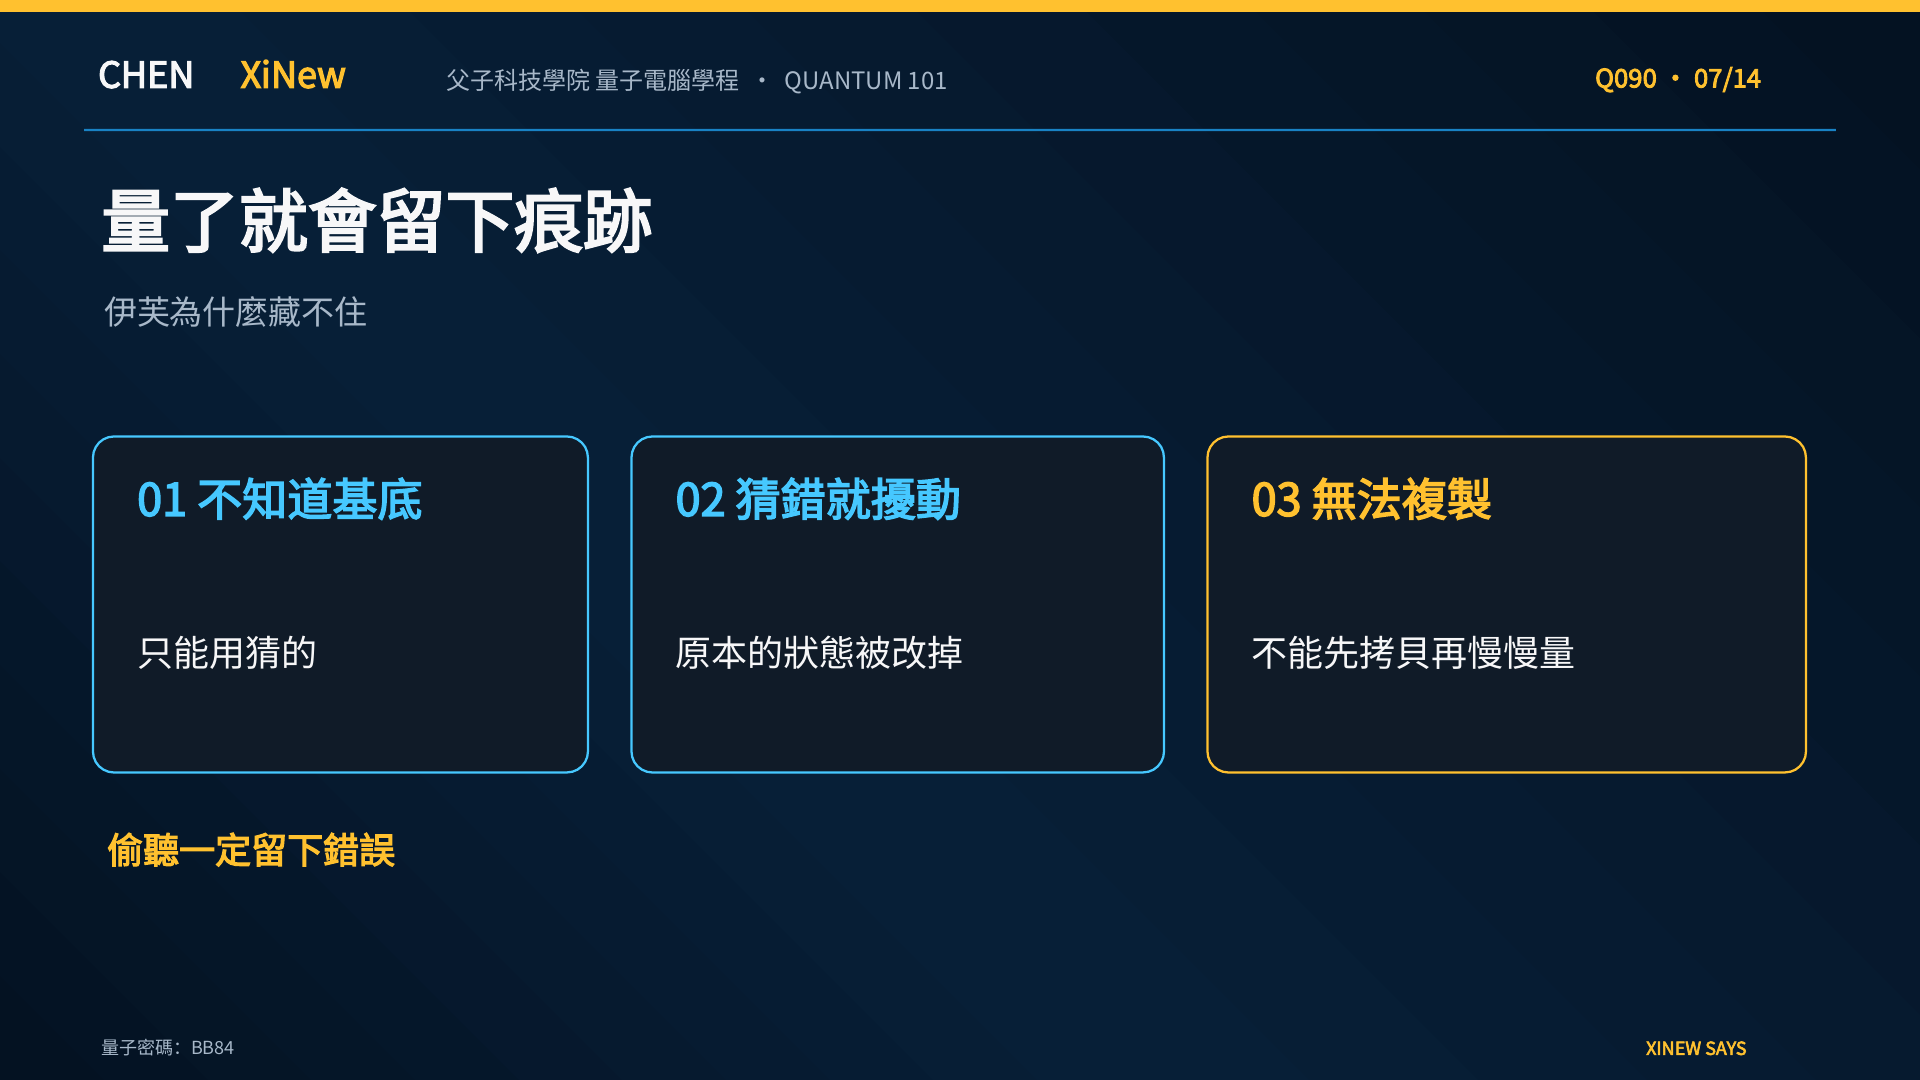 CHEN XiNew 父子科技學院 量子電腦學程 • QUANTUM 101
Q090 • 07/14
量了就會留下痕跡
伊芙為什麼藏不住
01 不知道基底
只能用猜的
02 猜錯就擾動
原本的狀態被改掉
03 無法複製
不能先拷貝再慢慢量
偷聽一定留下錯誤
量子密碼：BB84
XINEW SAYS